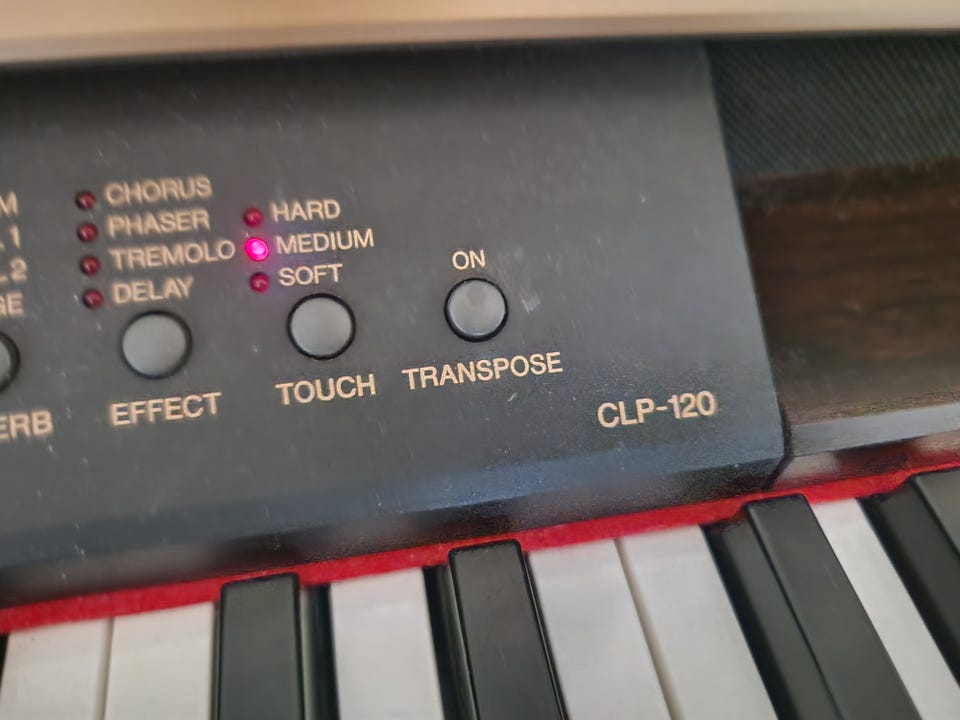 CHORUS
PHASER
TREMOLO
DELAY
EFFECT
HARD
MEDIUM
SOFT
TOUCH
ON
TRANSPOSE
CLP-120